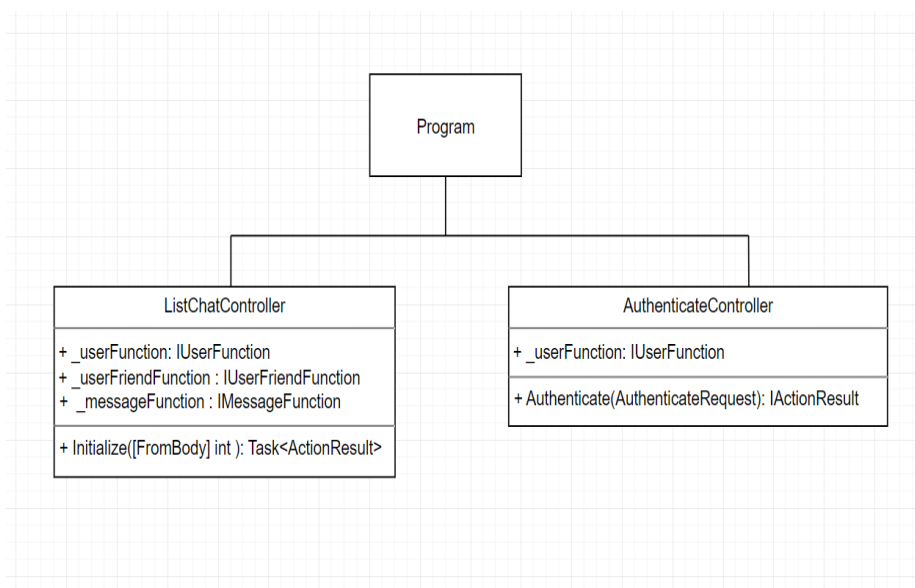 Program
ListChatController
+ _userFunction: IUserFunction
+ _userFriendFunction : IUserFriendFunction
+ _messageFunction : IMessageFunction
+ Initialize([FromBody] int ): Task<ActionResult>
AuthenticateController
+ _userFunction: IUserFunction
+ Authenticate(AuthenticateRequest): IActionResult